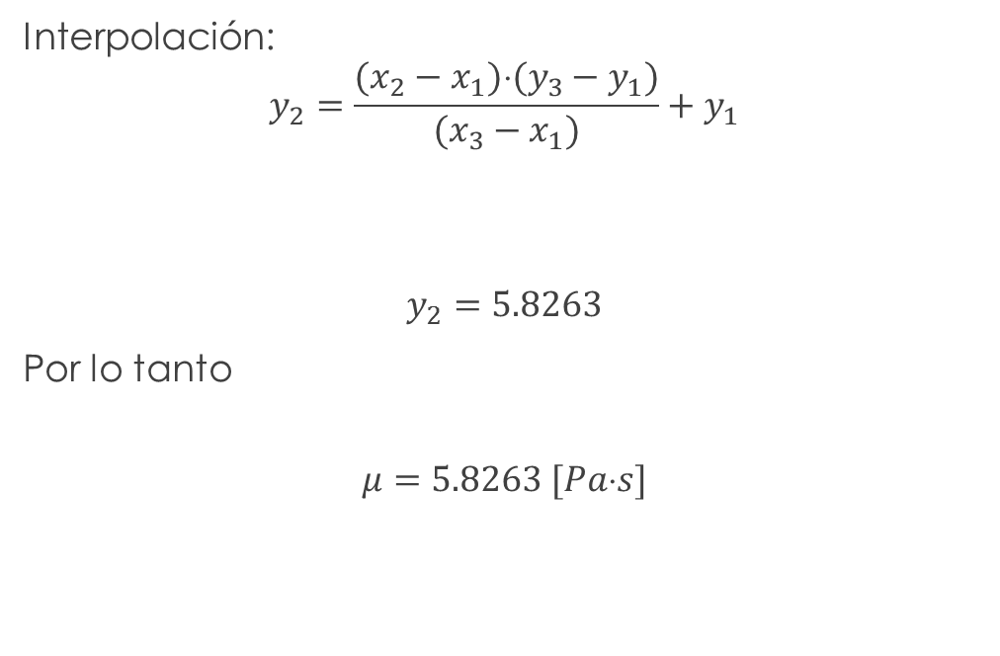 Interpolación:
y₂ = (x₂ − x₁)·(y₃ − y₁) / (x₃ − x₁) + y₁
y₂ = 5.8263
Por lo tanto
μ = 5.8263 [Pa·s]